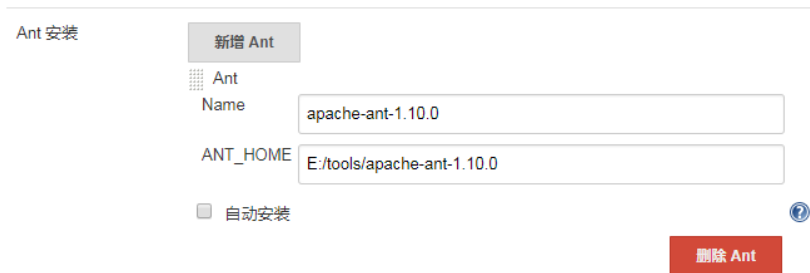 Ant 安装
新增 Ant
Ant
Name
apache-ant-1.10.0
ANT_HOME
E:/tools/apache-ant-1.10.0
自动安装
?
删除 Ant